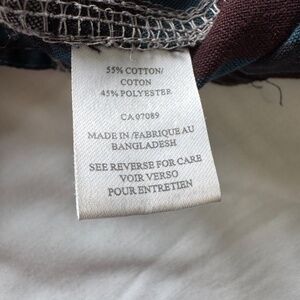 55% COTTON/
COTON
45% POLYESTER
CA 07089
MADE IN/FABRIQUE AU
BANGLADESH
SEE REVERSE FOR CARE
VOIR VERSO
POUR ENTRETIEN